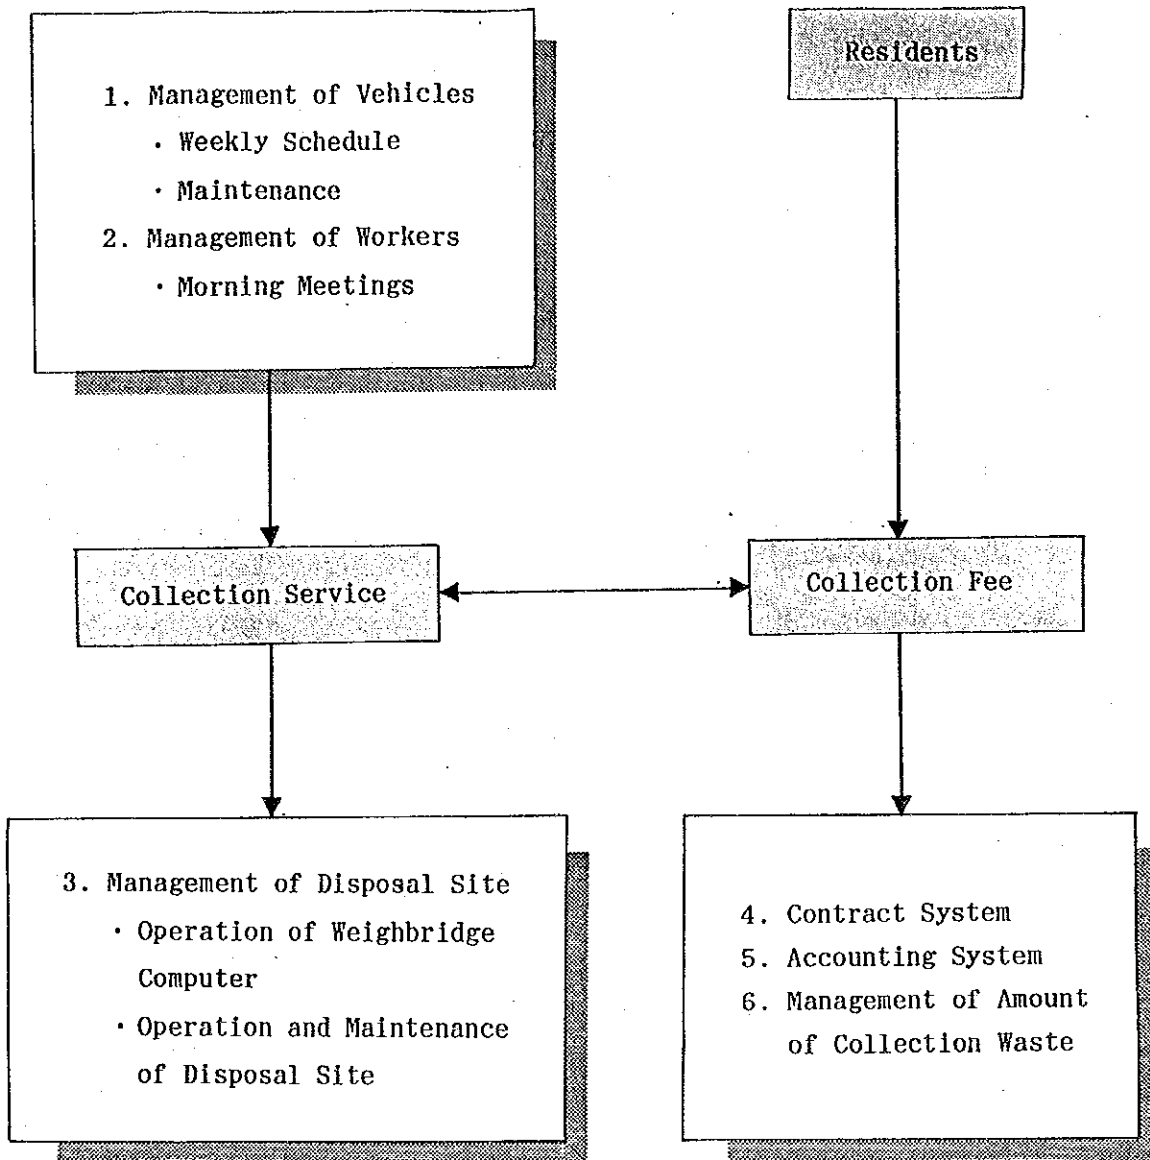 1. Management of Vehicles
· Weekly Schedule
· Maintenance
2. Management of Workers
· Morning Meetings
Residents
Collection Service
Collection Fee
3. Management of Disposal Site
· Operation of Weighbridge
Computer
· Operation and Maintenance
of Disposal Site
4. Contract System
5. Accounting System
6. Management of Amount
of Collection Waste